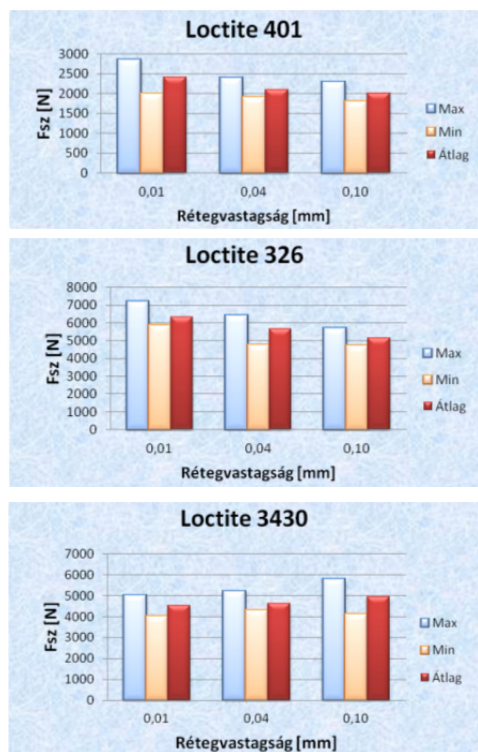 Loctite 401
Fsz [N]
3000
2500
2000
1500
1000
500
0
0,01 0,04 0,10
Rétegvastagság [mm]
Max
Min
Átlag
Loctite 326
Fsz [N]
8000
7000
6000
5000
4000
3000
2000
1000
0
0,01 0,04 0,10
Rétegvastagság [mm]
Max
Min
Átlag
Loctite 3430
Fsz [N]
7000
6000
5000
4000
3000
2000
1000
0
0,01 0,04 0,10
Rétegvastagság [mm]
Max
Min
Átlag